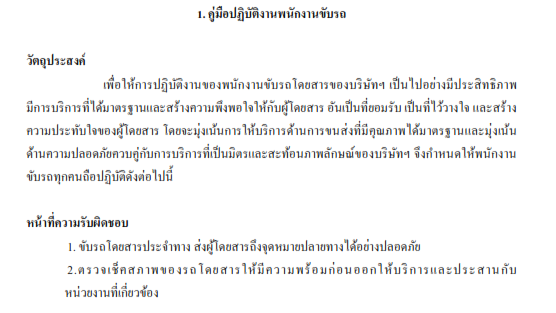 1. คู่มือปฏิบัติงานพนักงานขับรถ
วัตถุประสงค์
เพื่อให้การปฏิบัติงานของพนักงานขับรถโดยสารของบริษัทฯ เป็นไปอย่างมีประสิทธิภาพ
มีการบริการที่ได้มาตรฐานและสร้างความพึงพอใจให้กับผู้โดยสาร อันเป็นที่ยอมรับ เป็นที่ไว้วางใจ และสร้าง
ความประทับใจของผู้โดยสาร โดยจะมุ่งเน้นการให้บริการด้านการขนส่งที่มีคุณภาพได้มาตรฐานและมุ่งเน้น
ด้านความปลอดภัยควบคู่กับการบริการที่เป็นมิตรและสะท้อนภาพลักษณ์ของบริษัทฯ จึงกำหนดให้พนักงาน
ขับรถทุกคนถือปฏิบัติดังต่อไปนี้
หน้าที่ความรับผิดชอบ
1. ขับรถโดยสารประจำทาง ส่งผู้โดยสารถึงจุดหมายปลายทางได้อย่างปลอดภัย
2.ตรวจเช็คสภาพของรถโดยสารให้มีความพร้อมก่อนออกให้บริการและประสานกับ
หน่วยงานที่เกี่ยวข้อง